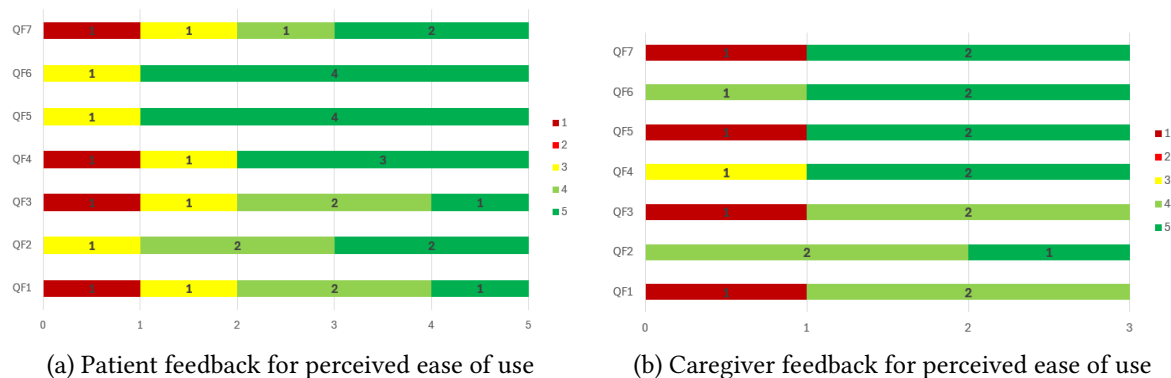 QF7 1 1 1 2
QF6 1 4
QF5 1 4
QF4 1 1 3
QF3 1 1 2 1
QF2 1 2 2
QF1 1 1 2 1
0 1 2 3 4 5
1
2
3
4
5
(a) Patient feedback for perceived ease of use
QF7 1 2
QF6 1 2
QF5 1 2
QF4 1 2
QF3 1 2
QF2 2 1
QF1 1 2
0 1 2 3
1
2
3
4
5
(b) Caregiver feedback for perceived ease of use